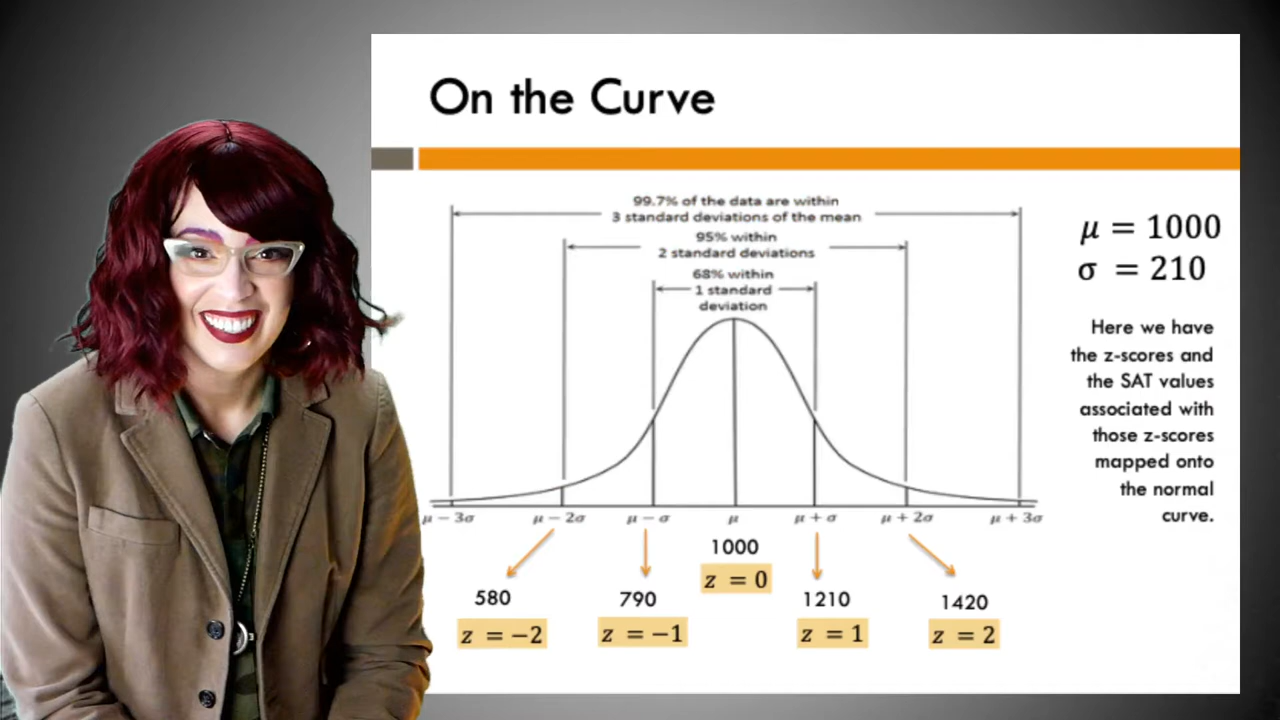 On the Curve
99.7% of the data are within
3 standard deviations of the mean
95% within
2 standard deviations
68% within
1 standard
deviation
μ = 1000
σ = 210
Here we have
the z-scores and
the SAT values
associated with
those z-scores
mapped onto
the normal
curve.
μ − 3σ μ − 2σ μ − σ μ μ + σ μ + 2σ μ + 3σ
1000
z = 0
580 790 1210 1420
z = −2 z = −1 z = 1 z = 2